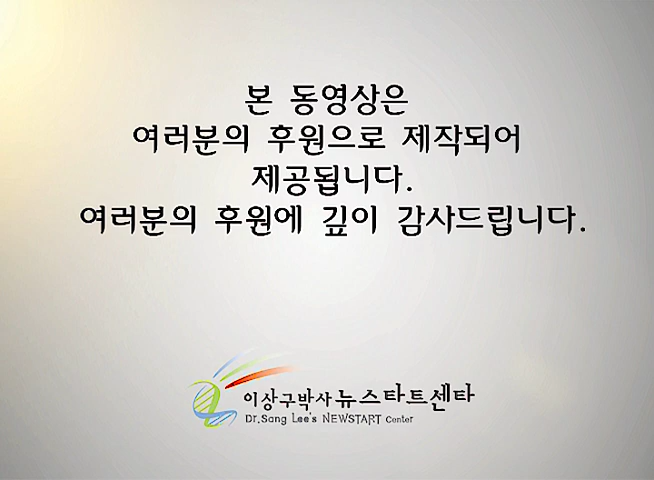 본 동영상은
여러분의 후원으로 제작되어
제공됩니다.
여러분의 후원에 깊이 감사드립니다.
이상구박사 뉴스타트센타
Dr.Sang Lee's NEWSTART Center